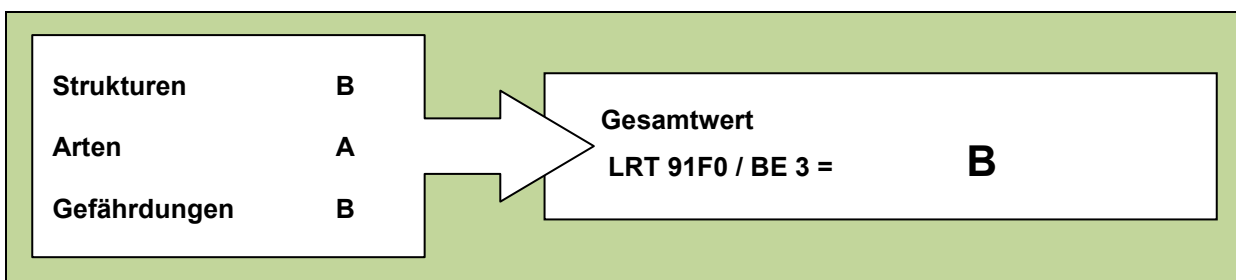 Strukturen B
Arten A
Gefährdungen B
Gesamtwert
LRT 91F0 / BE 3 = B